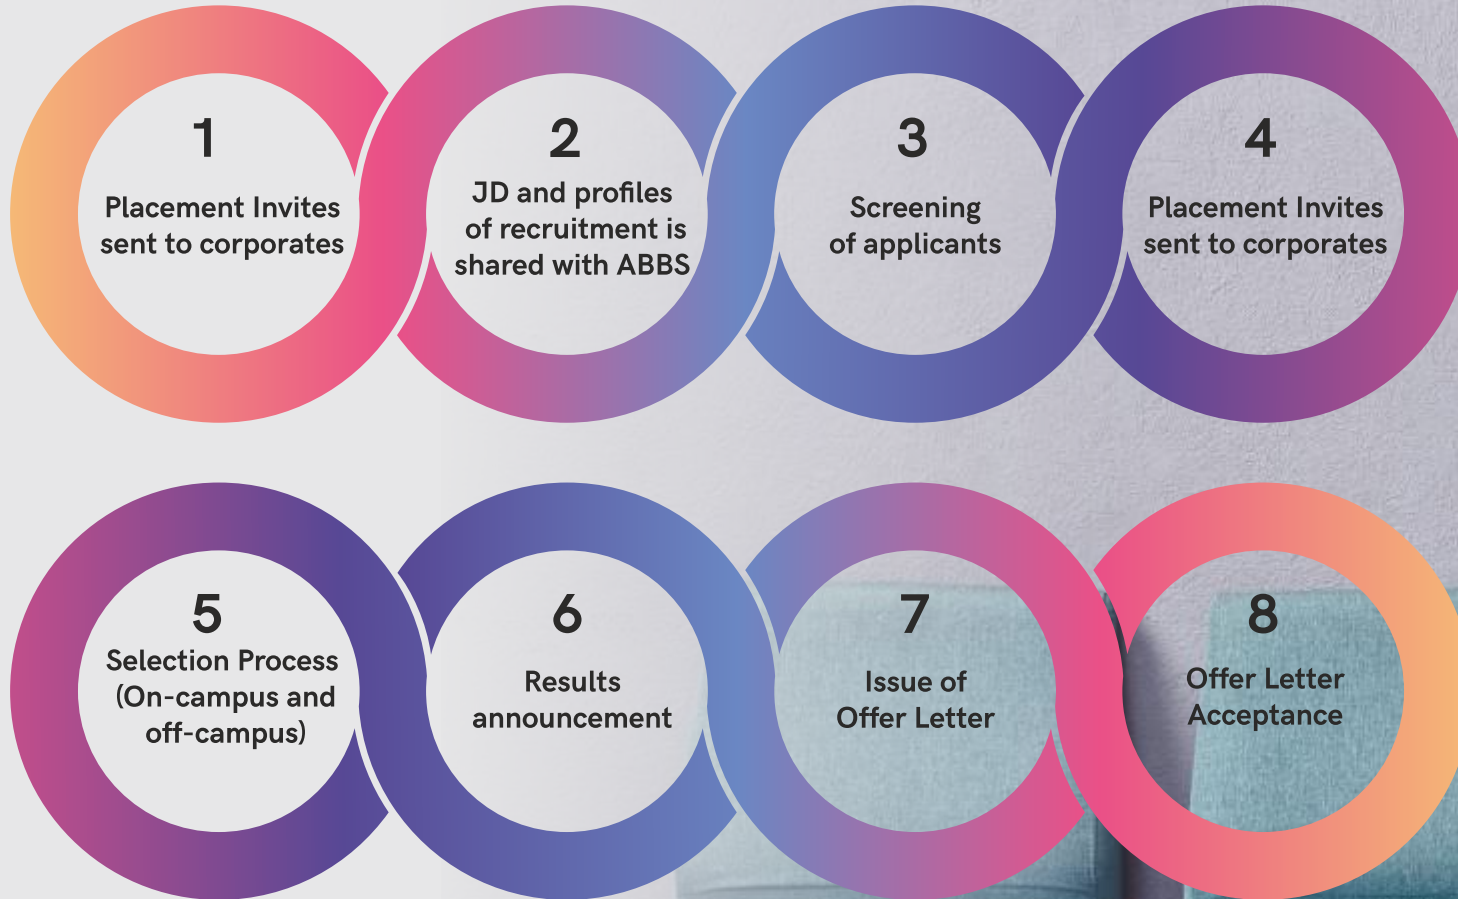 1
Placement Invites
sent to corporates
2
JD and profiles
of recruitment is
shared with ABBS
3
Screening
of applicants
4
Placement Invites
sent to corporates
5
Selection Process
(On-campus and
off-campus)
6
Results
announcement
7
Issue of
Offer Letter
8
Offer Letter
Acceptance